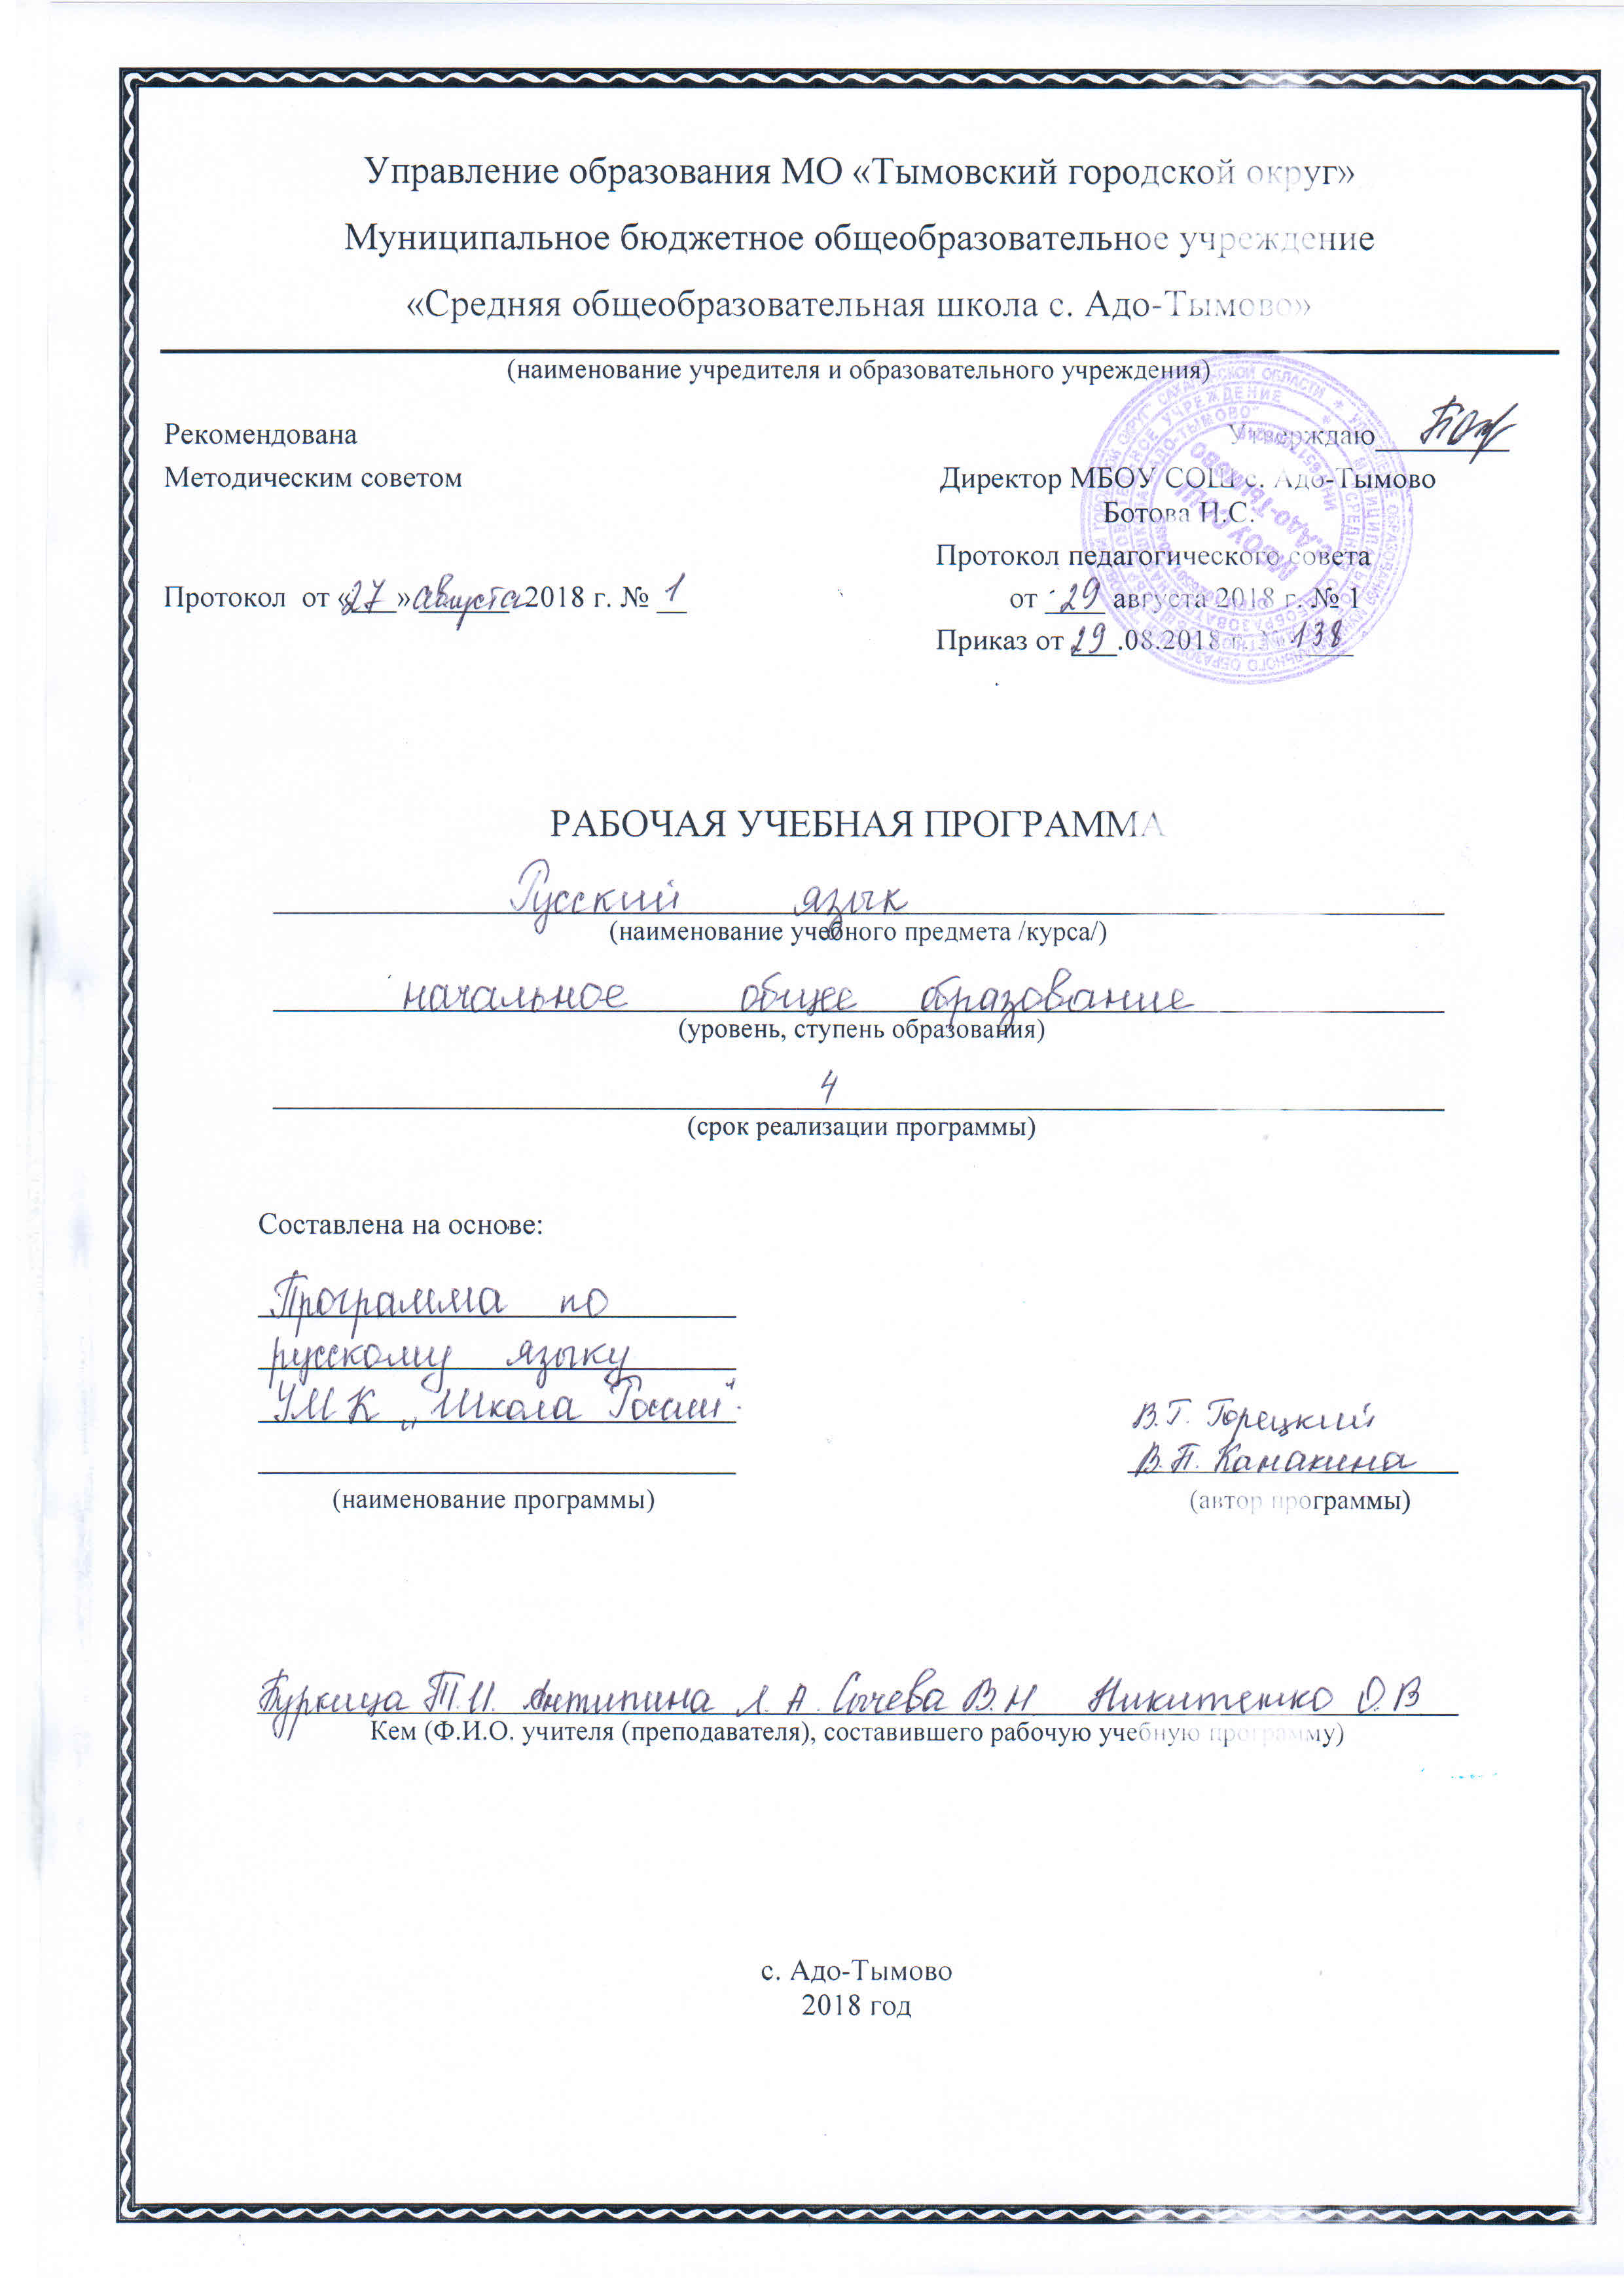 Управление образования МО «Тымовский городской округ»
Муниципальное бюджетное общеобразовательное учреждение
«Средняя общеобразовательная школа с. Адо-Тымово»
(наименование учредителя и образовательного учреждения)
Рекомендована
Методическим советом
Протокол от «27» августа 2018 г. № 1
Утверждаю
Директор МБОУ СОШ с. Адо-Тымово
Ботова Н.С.
Протокол педагогического совета
от 29 августа 2018 г. № 1
Приказ от 29.08.2018 г. № 138
РАБОЧАЯ УЧЕБНАЯ ПРОГРАММА
Русский язык
(наименование учебного предмета /курса/)
начальное общее образование
(уровень, ступень образования)
4
(срок реализации программы)
Составлена на основе:
Программа по
русскому языку
УМК „Школа России".
(наименование программы)
В.Г. Горецкий
В.П. Канакина
(автор программы)
Буркица Т.И. Антипина Л.А. Сычева В.Н. Никитенко О.В
Кем (Ф.И.О. учителя (преподавателя), составившего рабочую учебную программу)
с. Адо-Тымово
2018 год